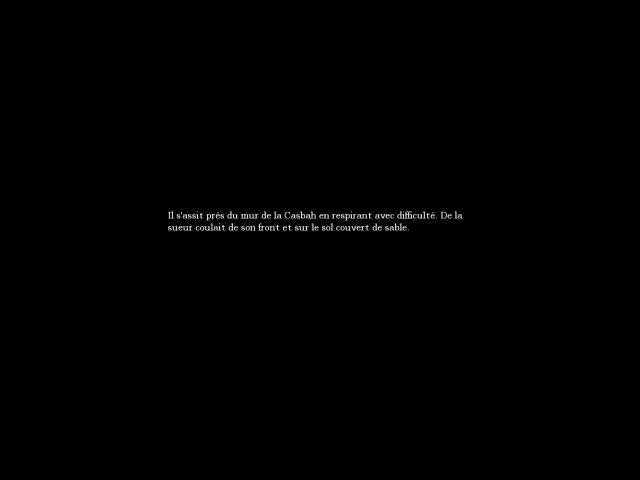 Il s'assit près du mur de la Casbah en respirant avec difficulté. De la
sueur coulait de son front et sur le sol couvert de sable.